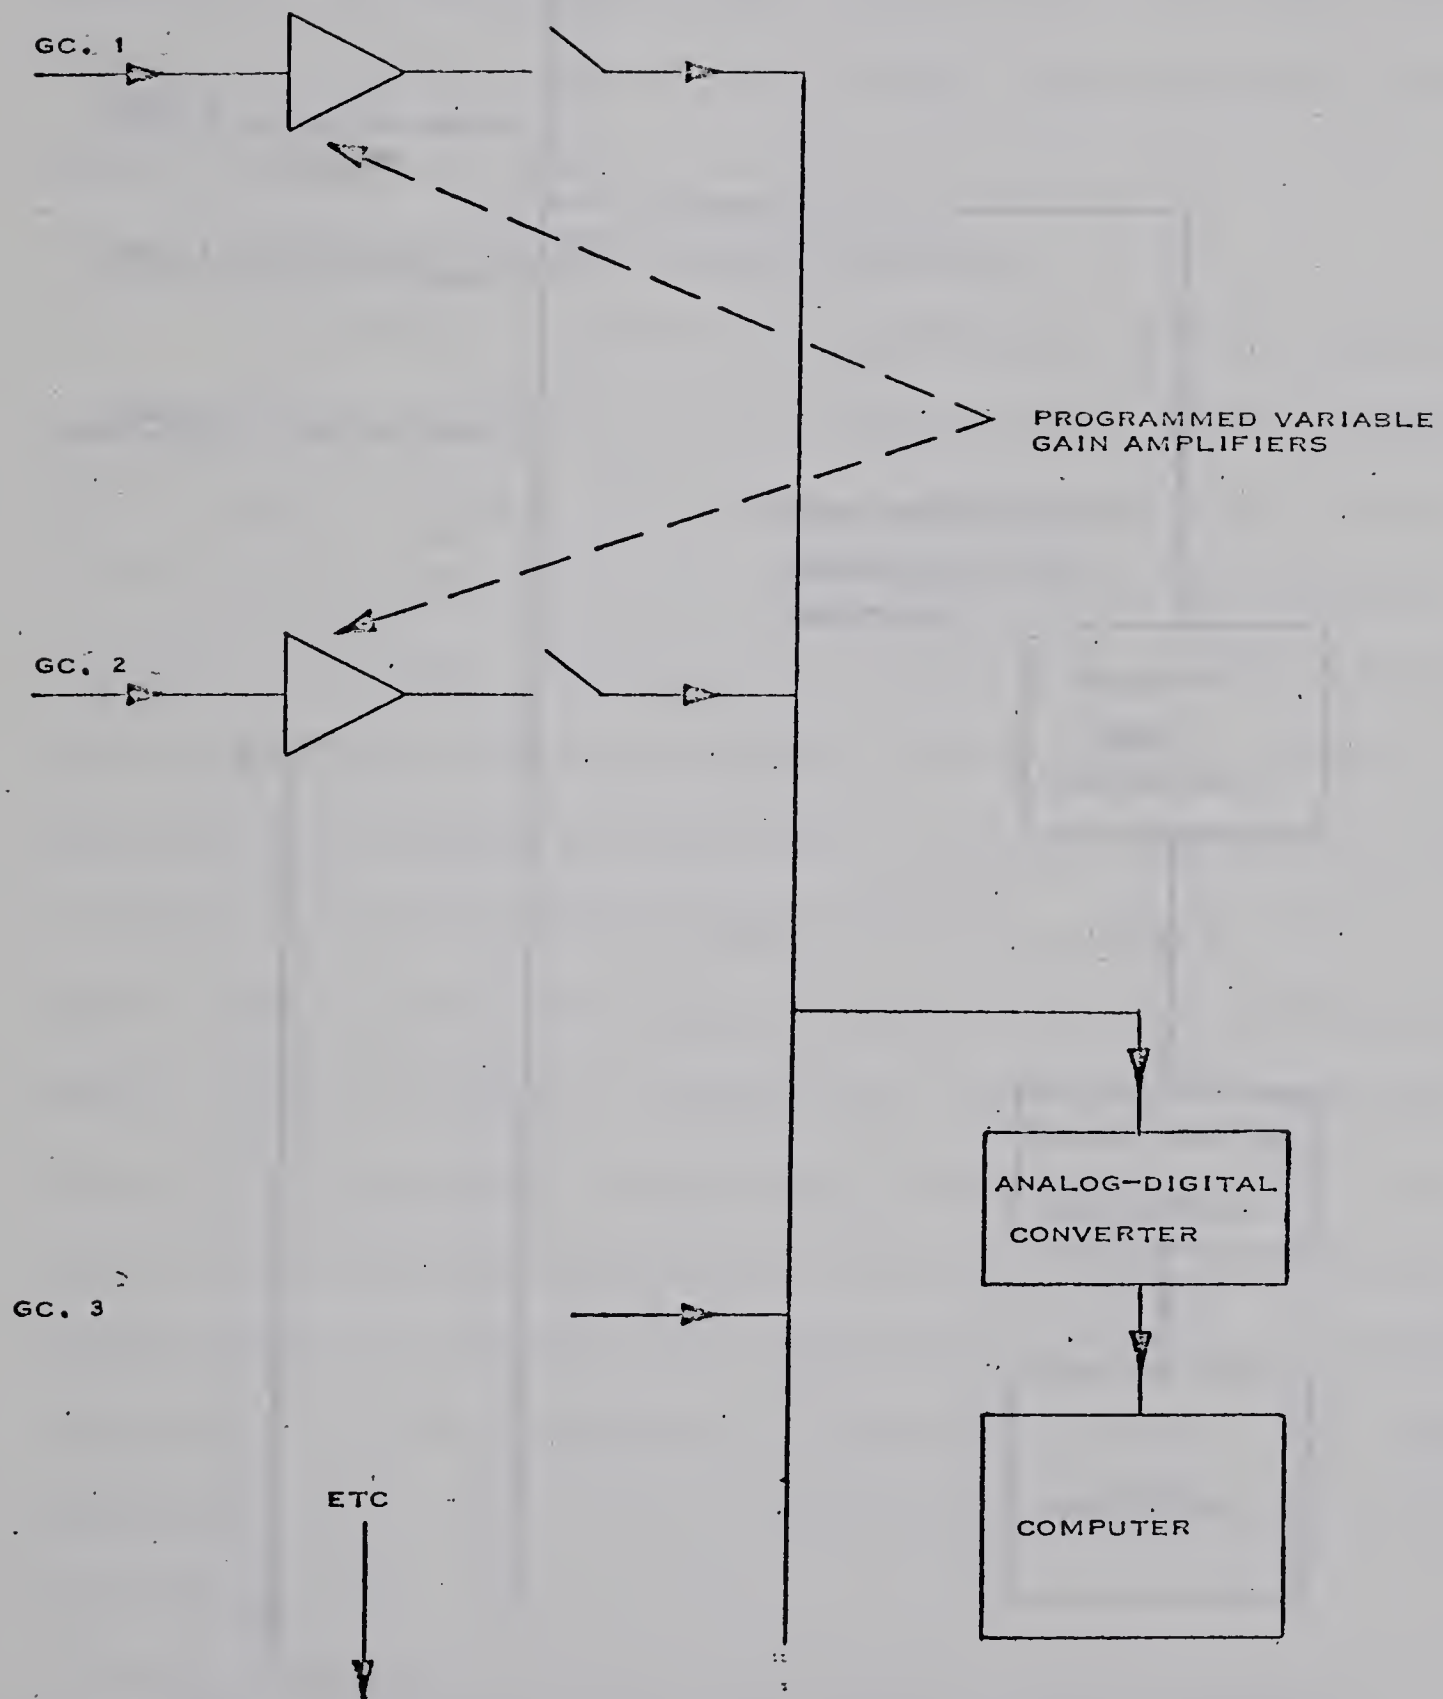 GC. 1
PROGRAMMED VARIABLE
GAIN AMPLIFIERS
GC. 2
ANALOG-DIGITAL
CONVERTER
GC. 3
ETC
COMPUTER